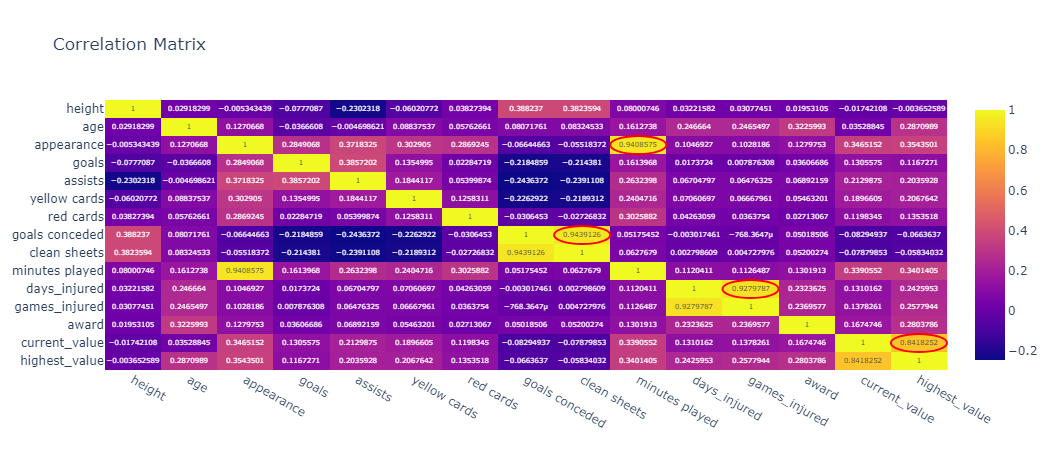 Correlation Matrix
height 1 0.02918299 −0.005343439 −0.0777087 −0.2302318 −0.06020772 0.03827394 0.388237 0.3823594 0.08000746 0.03221582 0.03077451 0.01953105 −0.01742108 −0.003652589
age 0.02918299 1 0.1270668 −0.0366608 −0.004698621 0.08837537 0.05762661 0.08071761 0.08324533 0.1612738 0.246664 0.2465497 0.3225993 0.03528845 0.2870989
appearance −0.005343439 0.1270668 1 0.2849068 0.3718325 0.302905 0.2869245 −0.06644663 −0.05518372 0.9408575 0.1046927 0.1028186 0.1279753 0.3465152 0.3543501
goals −0.0777087 −0.0366608 0.2849068 1 0.3857202 0.1354995 0.02284719 −0.2184859 −0.214381 0.1613968 0.0173724 0.007876308 0.03606686 0.1305575 0.1167271
assists −0.2302318 −0.004698621 0.3718325 0.3857202 1 0.1844117 0.05399874 −0.2436372 −0.2391108 0.2632398 0.06704797 0.06476325 0.06892159 0.2129875 0.2035928
yellow cards −0.06020772 0.08837537 0.302905 0.1354995 0.1844117 1 0.1258311 −0.2262922 −0.2189312 0.2404716 0.07060697 0.06667961 0.05463201 0.1896605 0.2067642
red cards 0.03827394 0.05762661 0.2869245 0.02284719 0.05399874 0.1258311 1 −0.0306453 −0.02726832 0.3025882 0.04263059 0.0363754 0.02713067 0.1198345 0.1353518
goals conceded 0.388237 0.08071761 −0.06644663 −0.2184859 −0.2436372 −0.2262922 −0.0306453 1 0.9439126 0.05175452 −0.003017461 −768.3647μ 0.05018506 −0.08294937 −0.0663637
clean sheets 0.3823594 0.08324533 −0.05518372 −0.214381 −0.2391108 −0.2189312 −0.02726832 0.9439126 1 0.0627679 0.002798609 0.004727976 0.05200274 −0.07879853 −0.05834032
minutes played 0.08000746 0.1612738 0.9408575 0.1613968 0.2632398 0.2404716 0.3025882 0.05175452 0.0627679 1 0.1120411 0.1126487 0.1301913 0.3390552 0.3401405
days_injured 0.03221582 0.246664 0.1046927 0.0173724 0.06704797 0.07060697 0.04263059 −0.003017461 0.002798609 0.1120411 1 0.9279787 0.2323625 0.1310162 0.2425953
games_injured 0.03077451 0.2465497 0.1028186 0.007876308 0.06476325 0.06667961 0.0363754 −768.3647μ 0.004727976 0.1126487 0.9279787 1 0.2369577 0.1378261 0.2577944
award 0.01953105 0.3225993 0.1279753 0.03606686 0.06892159 0.05463201 0.02713067 0.05018506 0.05200274 0.1301913 0.2323625 0.2369577 1 0.1674746 0.2803786
current_value −0.01742108 0.03528845 0.3465152 0.1305575 0.2129875 0.1896605 0.1198345 −0.08294937 −0.07879853 0.3390552 0.1310162 0.1378261 0.1674746 1 0.8418252
highest_value −0.003652589 0.2870989 0.3543501 0.1167271 0.2035928 0.2067642 0.1353518 −0.0663637 −0.05834032 0.3401405 0.2425953 0.2577944 0.2803786 0.8418252 1
height age appearance goals assists yellow cards red cards goals conceded clean sheets minutes played days_injured games_injured award current_value highest_value
1
0.8
0.6
0.4
0.2
0
−0.2